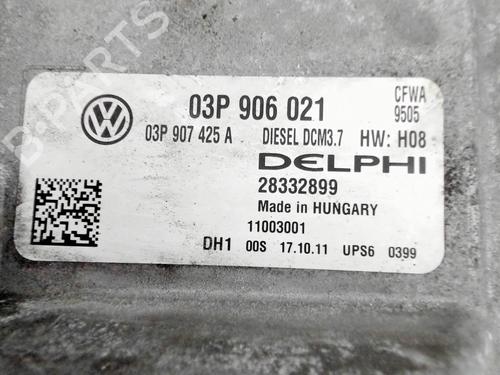 B-PARTS
03P 906 021
CFWA
9505
03P 907 425 A DIESEL DCM3.7 HW: H08
DELPHI
28332899
Made in HUNGARY
11003001
DH1 00S 17.10.11 UPS6 0399